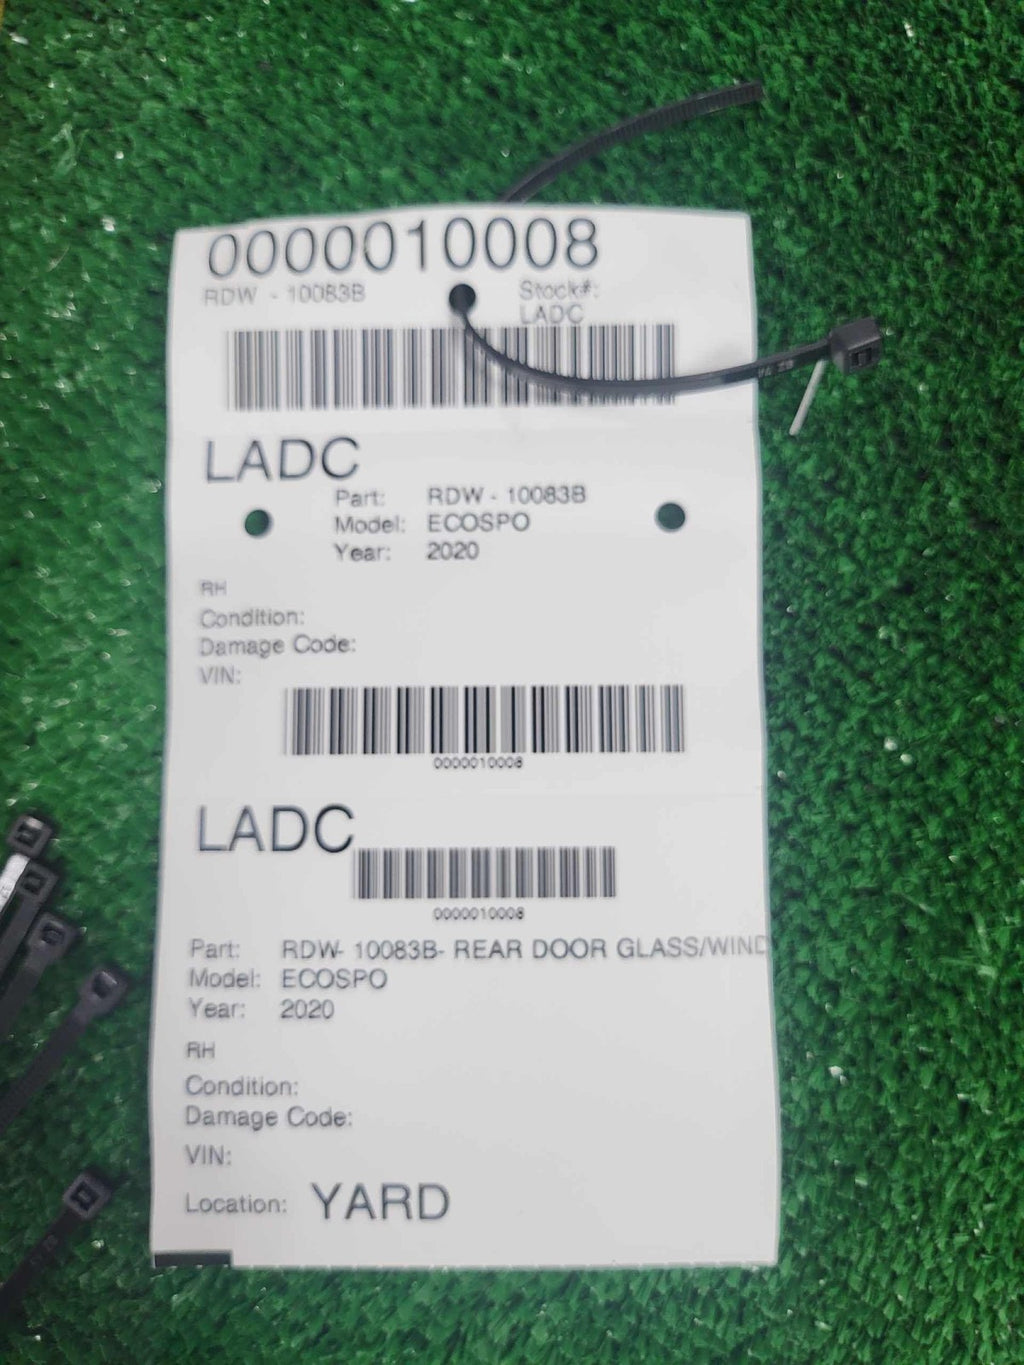 0000010008
RDW - 10083B Stock#:
LADC
LADC
Part: RDW - 10083B
Model: ECOSPO
Year: 2020
RH
Condition:
Damage Code:
VIN:
0000010008
LADC
0000010008
Part: RDW- 10083B- REAR DOOR GLASS/WIND
Model: ECOSPO
Year: 2020
RH
Condition:
Damage Code:
VIN:
Location: YARD